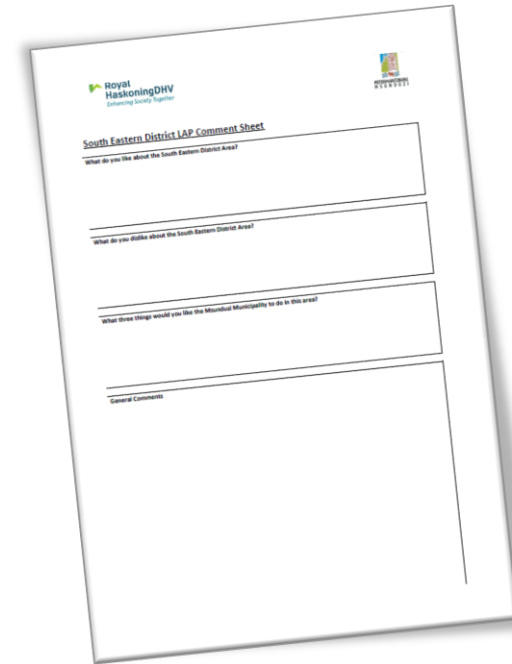 Royal
HaskoningDHV
Enhancing Society Together
MSUNDUZI
South Eastern District LAP Comment Sheet
What do you like about the South Eastern District Area?
What do you dislike about the South Eastern District Area?
What three things would you like the Msundual Municipality to do in this area?
General Comments